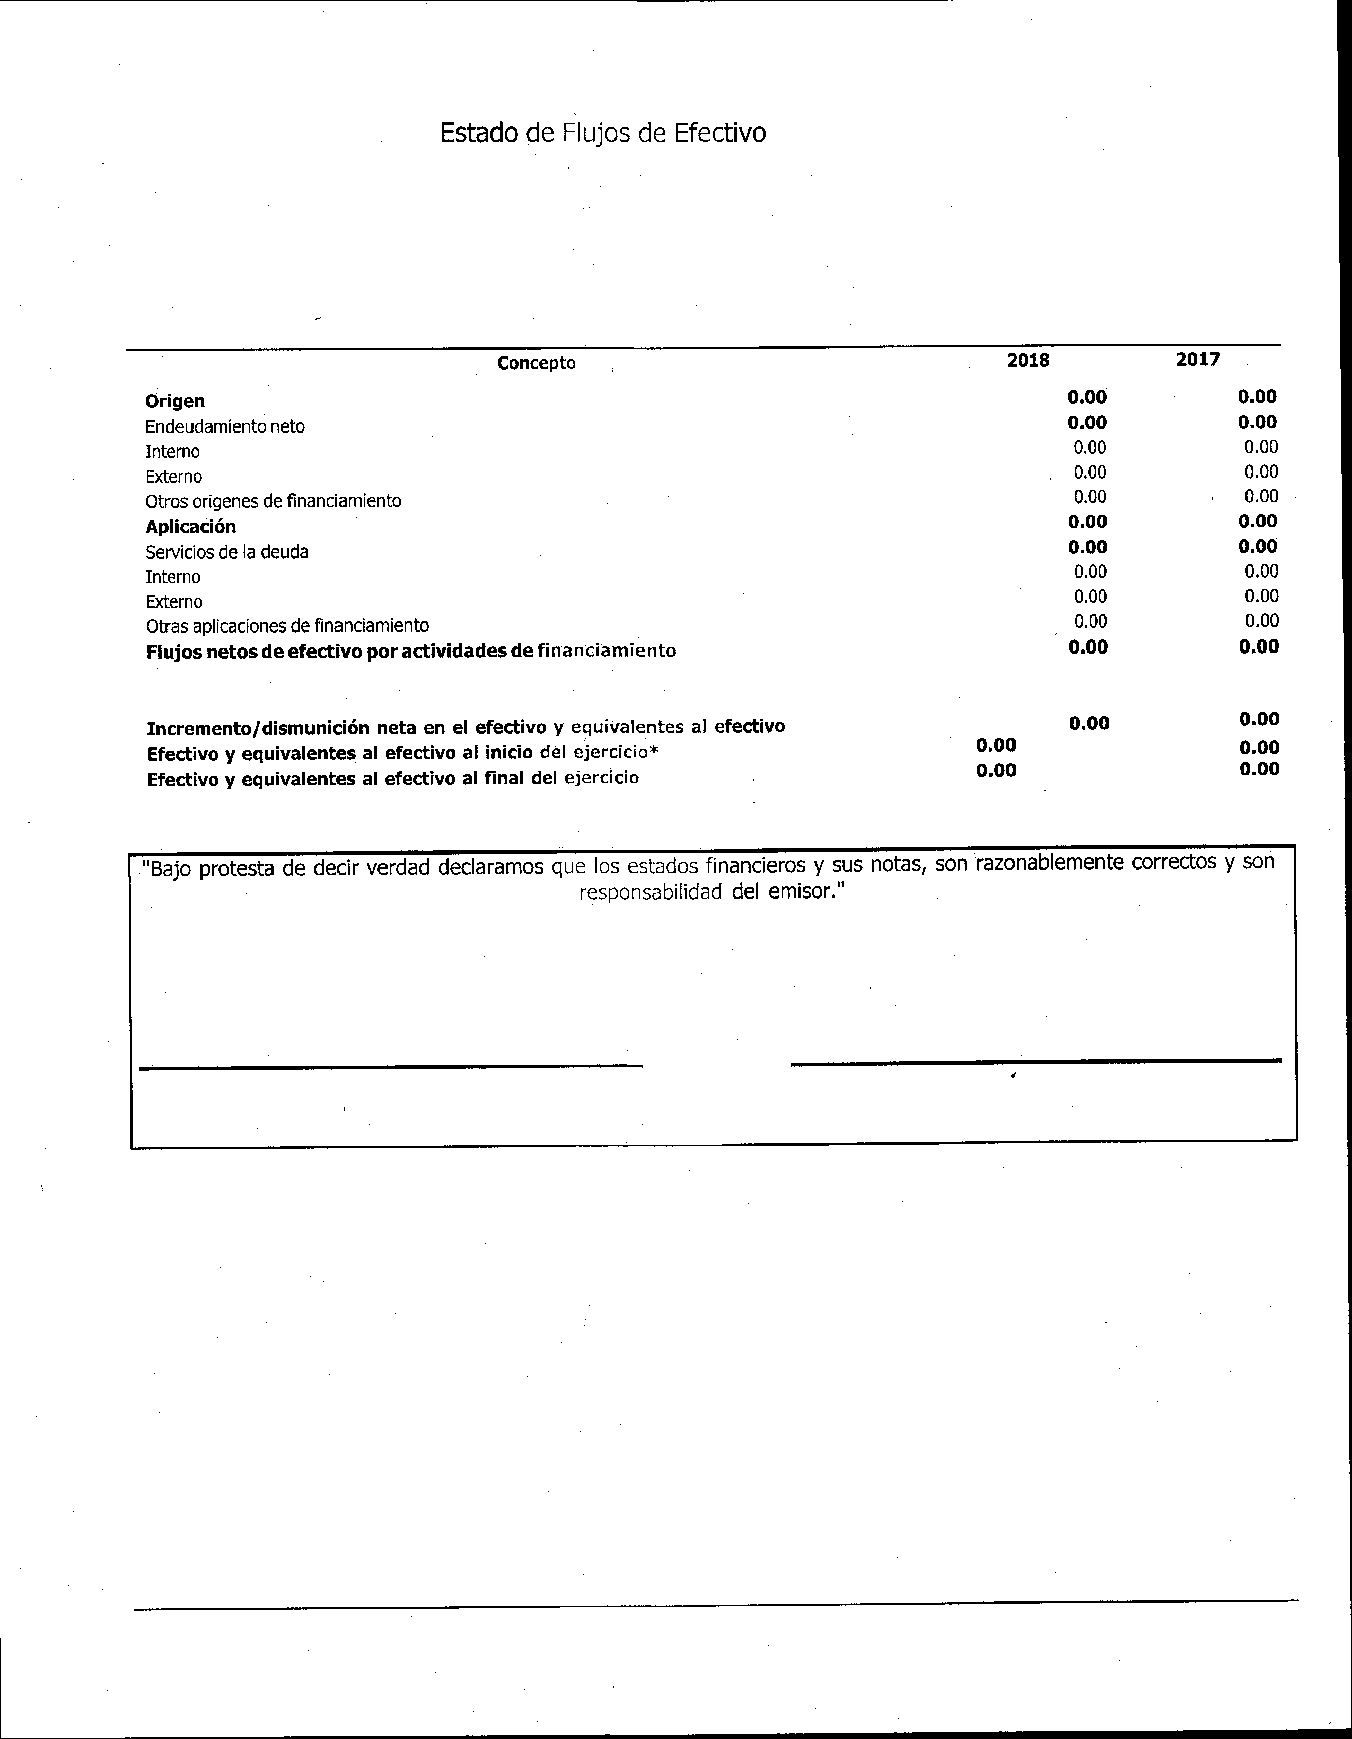 Estado de Flujos de Efectivo
Concepto 2018 2017
Origen 0.00 0.00
Endeudamiento neto 0.00 0.00
Interno 0.00 0.00
Externo 0.00 0.00
Otros origenes de financiamiento 0.00 0.00
Aplicación 0.00 0.00
Servicios de la deuda 0.00 0.00
Interno 0.00 0.00
Externo 0.00 0.00
Otras aplicaciones de financiamiento 0.00 0.00
Flujos netos de efectivo por actividades de financiamiento 0.00 0.00
Incremento/dismunición neta en el efectivo y equivalentes al efectivo 0.00 0.00
Efectivo y equivalentes al efectivo al inicio del ejercicio* 0.00 0.00
Efectivo y equivalentes al efectivo al final del ejercicio 0.00 0.00
"Bajo protesta de decir verdad declaramos que los estados financieros y sus notas, son razonablemente correctos y son
responsabilidad del emisor."